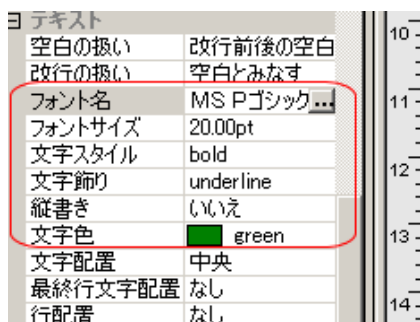 テキスト
空白の扱い 改行前後の空白
改行の扱い 空白とみなす
フォント名 MS Pゴシック ...
フォントサイズ 20.00pt
文字スタイル bold
文字飾り underline
縦書き いいえ
文字色 green
文字配置 中央
最終行文字配置 なし
行配置 なし
10
11
12
13
14